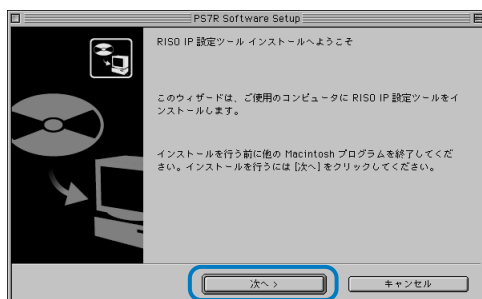 PS7R Software Setup
RISO IP 設定ツール インストールへようこそ
このウィザードは、ご使用のコンピュータに RISO IP 設定ツールをイ
ンストールします。
インストールを行う前に他の Macintosh プログラムを終了してくだ
さい。インストールを行うには [次へ] をクリックしてください。
次へ >
キャンセル